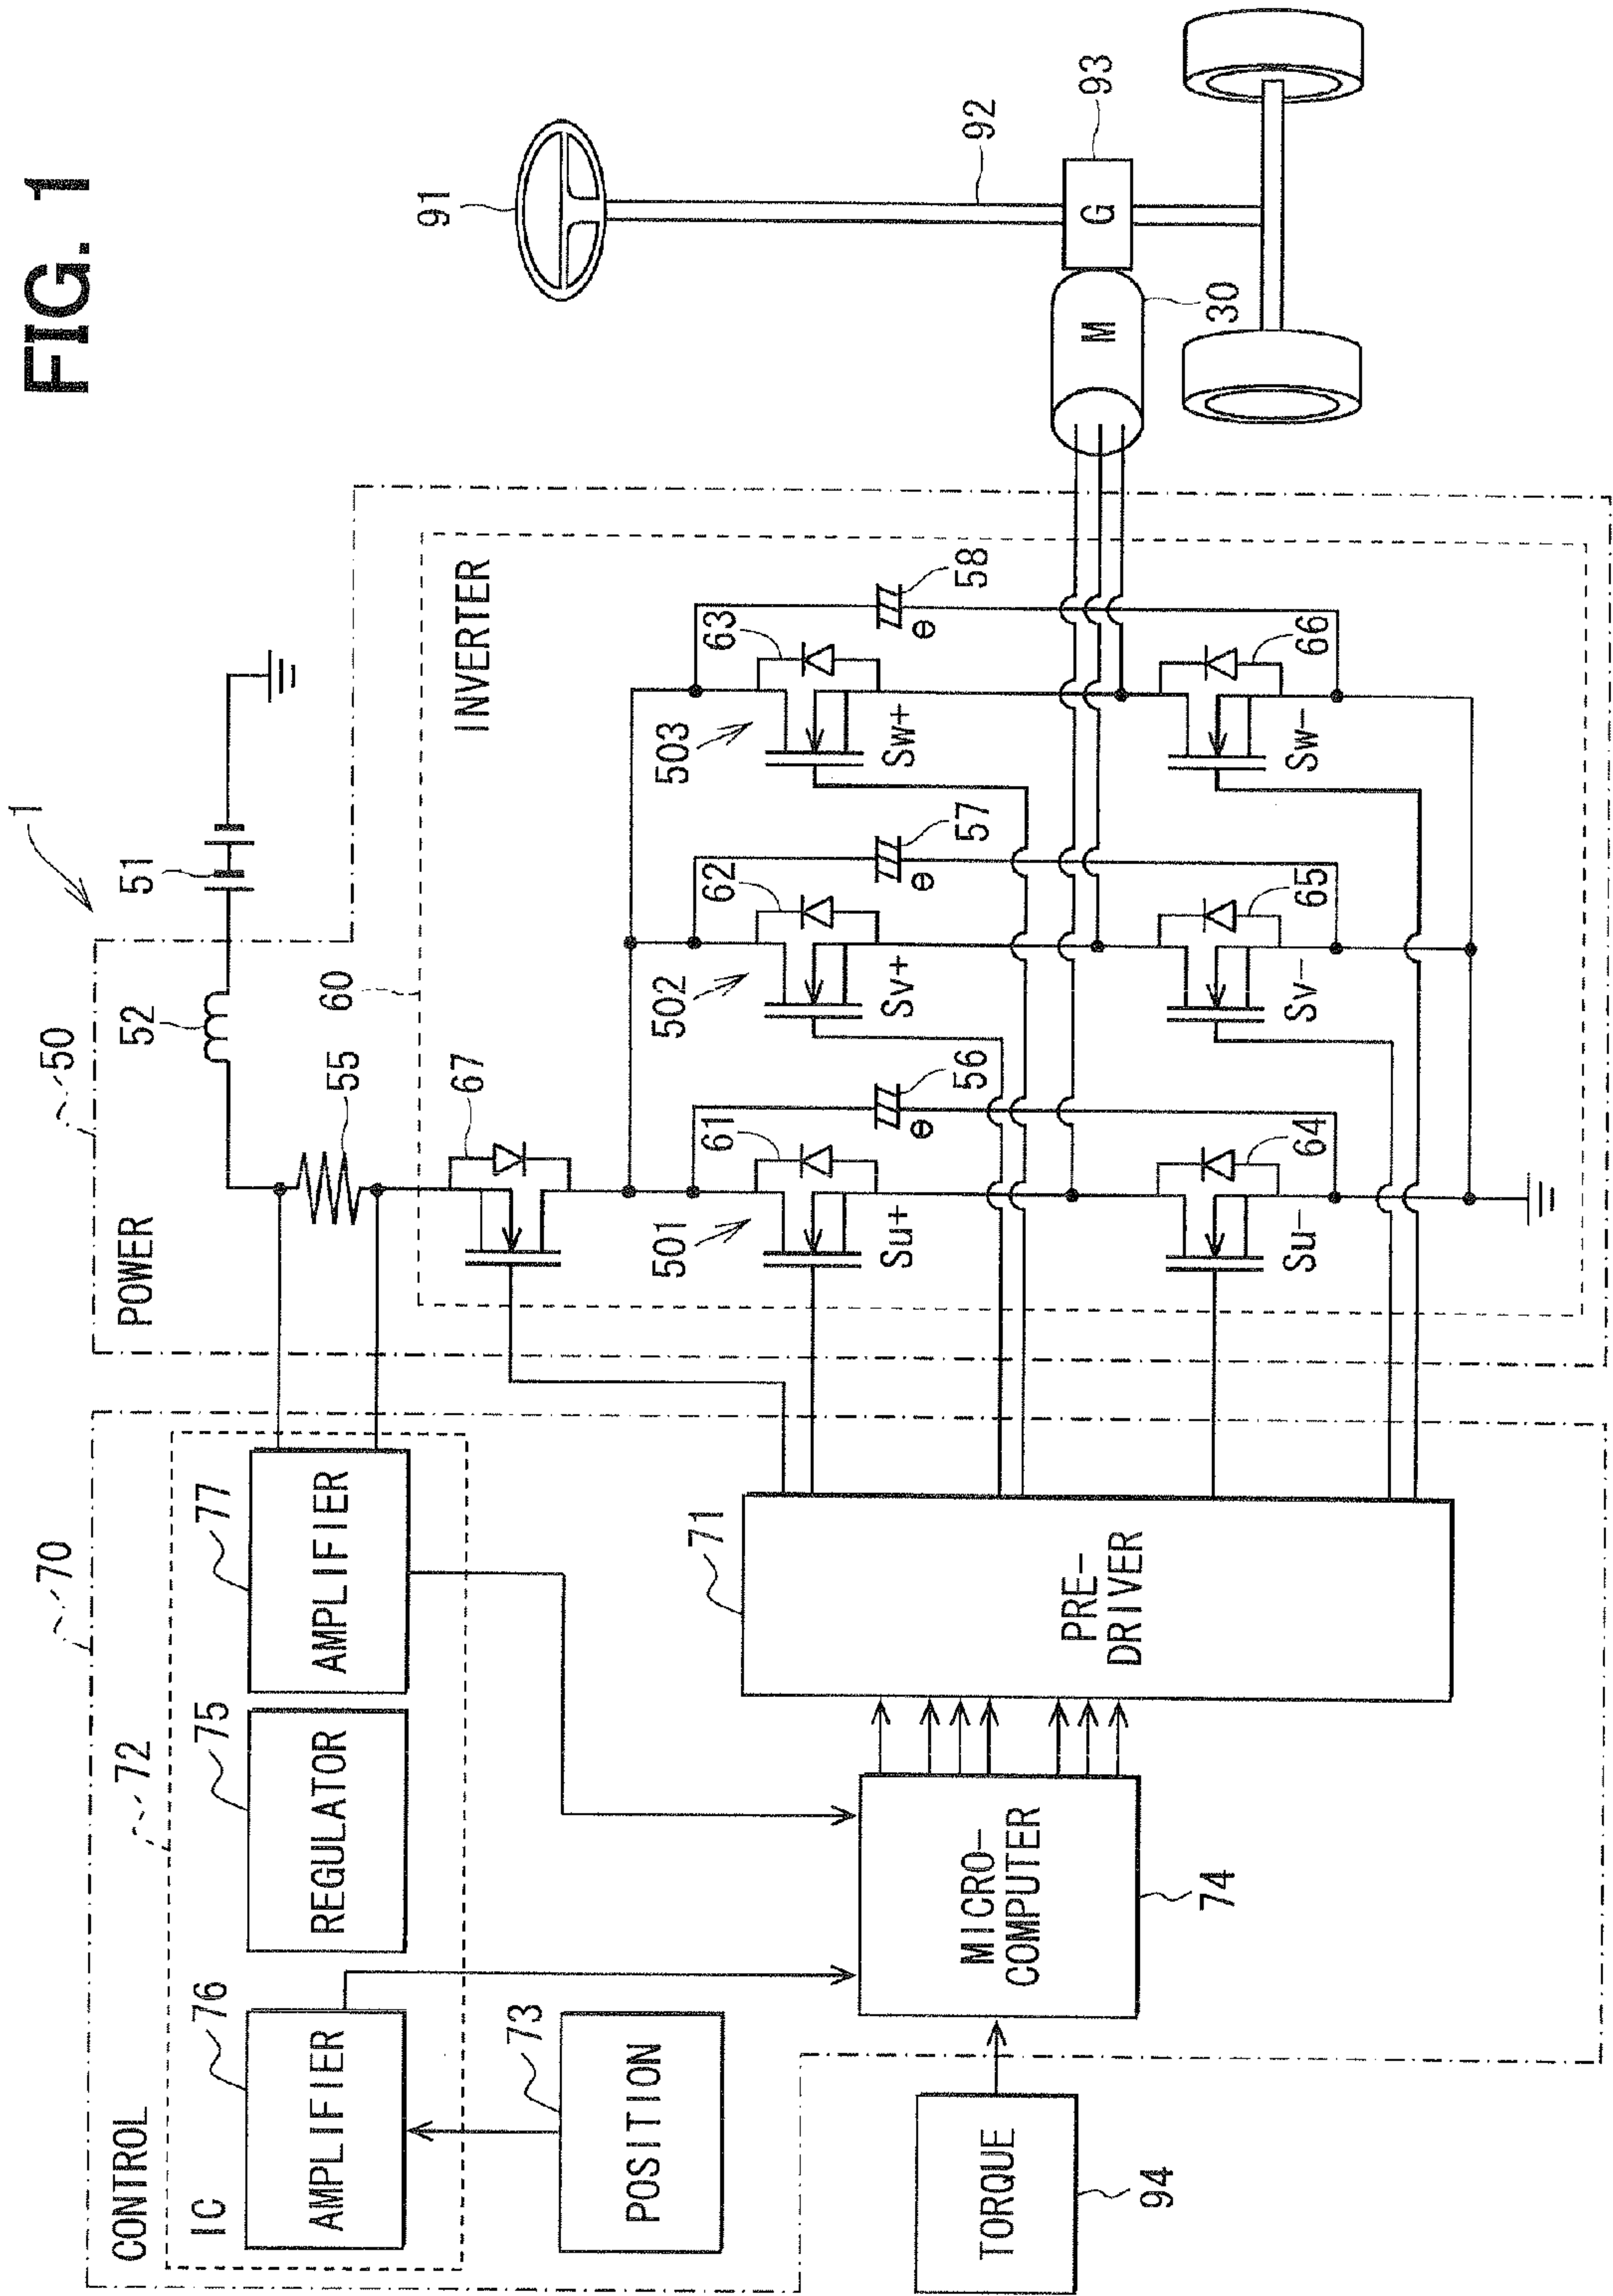 FIG. 1
1
CONTROL
70
72
IC
76
AMPLIFIER
75
REGULATOR
77
AMPLIFIER
73
POSITION
TORQUE
94
MICRO-
COMPUTER
74
71
PRE-
DRIVER
POWER
50
55
52
51
60
INVERTER
67
501
61
Su+
56
⊖
502
62
Sv+
57
⊖
503
63
Sw+
58
⊖
Su-
64
Sv-
65
Sw-
66
91
92
93
G
M
30